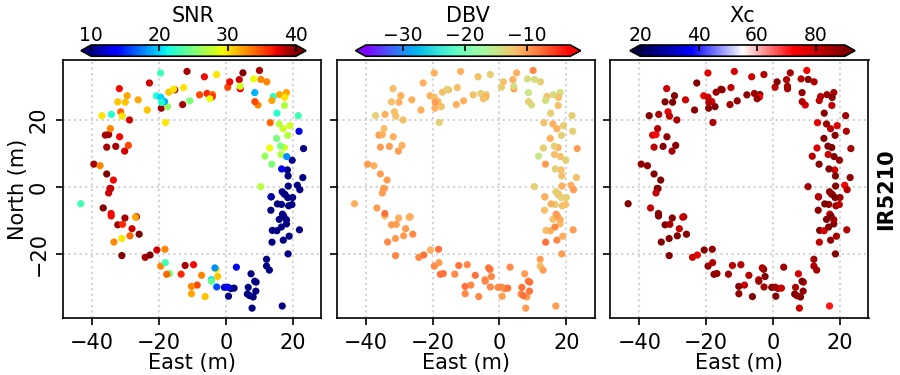 SNR DBV Xc
10 20 30 40 −30 −20 −10 20 40 60 80
20
0
−20
North (m)
−40 −20 0 20 −40 −20 0 20 −40 −20 0 20
East (m) East (m) East (m)
IR5210